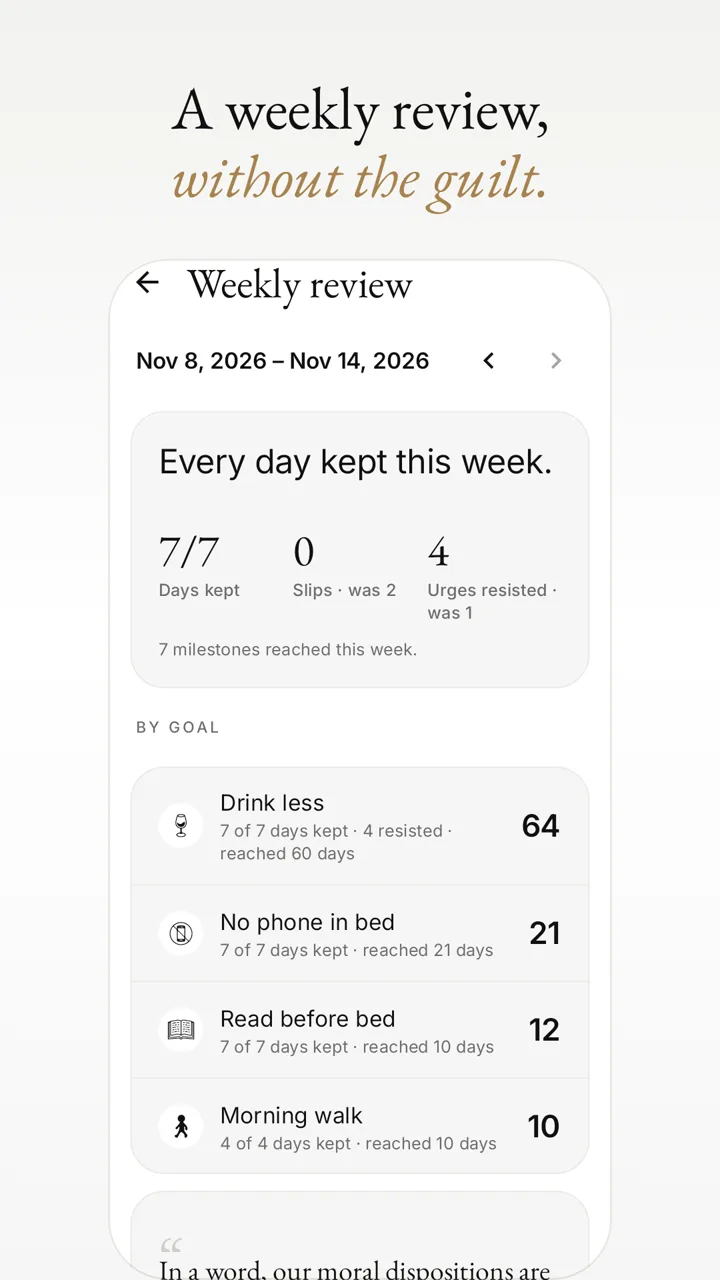 A weekly review,
without the guilt.
Weekly review
Nov 8, 2026 – Nov 14, 2026
Every day kept this week.
7/7
Days kept
0
Slips · was 2
4
Urges resisted ·
was 1
7 milestones reached this week.
BY GOAL
Drink less
7 of 7 days kept · 4 resisted ·
reached 60 days
64
No phone in bed
7 of 7 days kept · reached 21 days
21
Read before bed
7 of 7 days kept · reached 10 days
12
Morning walk
4 of 4 days kept · reached 10 days
10
“
In a word, our moral dispositions are